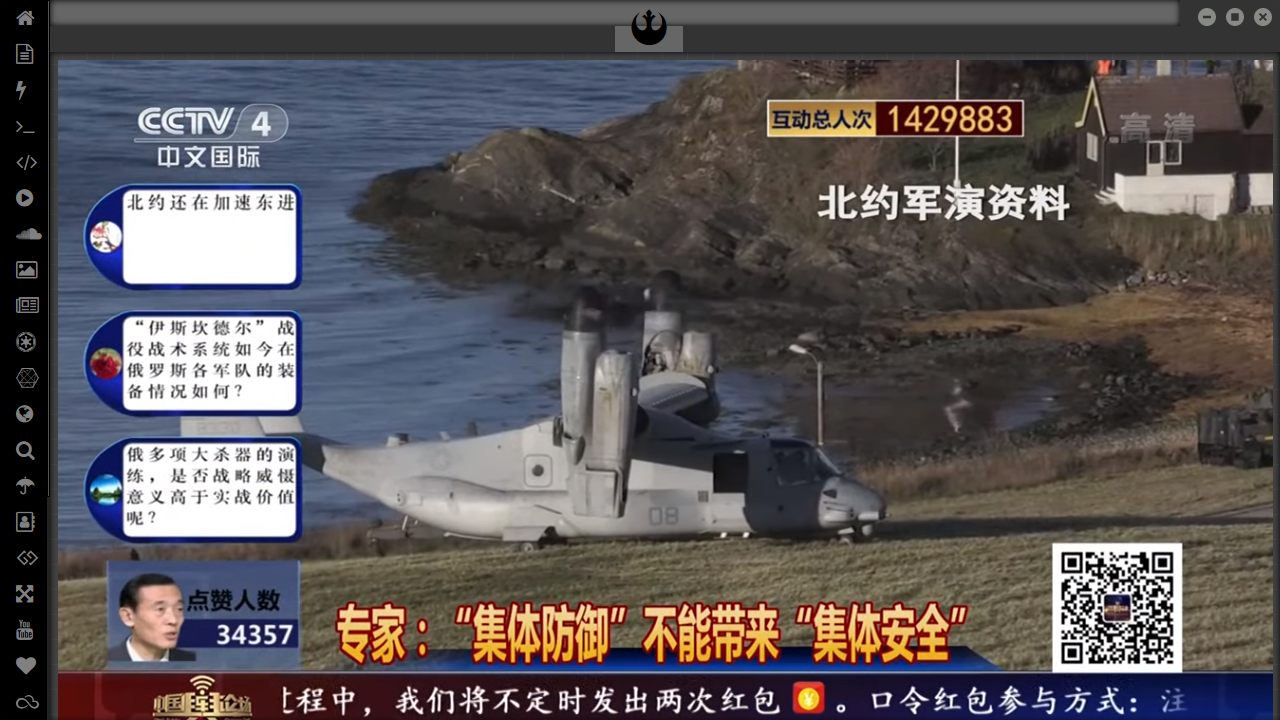 CCTV 4
中文国际
互动总人次 1429883
高清
北约军演资料
北约还在加速东进
“伊斯坎德尔”战
役战术系统如今在
俄罗斯各军队的装
备情况如何？
俄多项大杀器的演
练，是否战略威慑
意义高于实战价值
呢？
08
点赞人数
34357
专家：“集体防御”不能带来“集体安全”
中国舆论场
过程中，我们将不定时发出两次红包 。口令红包参与方式：注
You
Tube